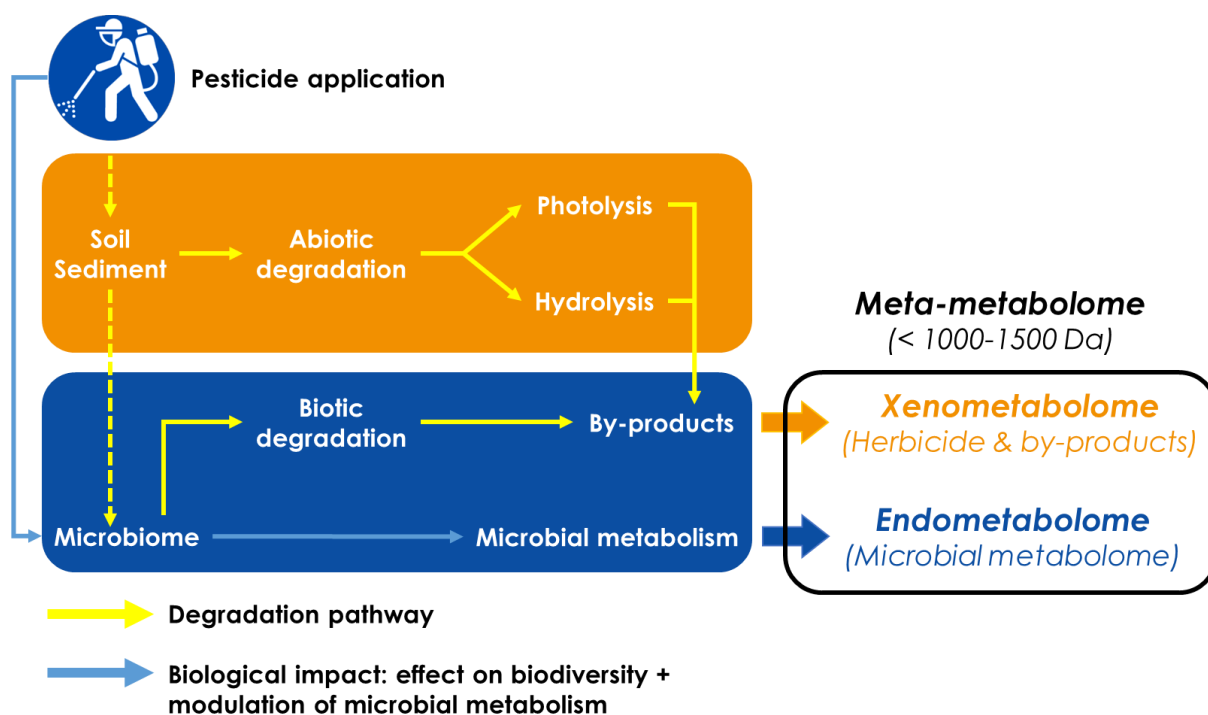 Pesticide application
Soil
Sediment
Abiotic
degradation
Photolysis
Hydrolysis
Meta-metabolome
(< 1000-1500 Da)
Biotic
degradation
By-products
Xenometabolome
(Herbicide & by-products)
Microbiome
Microbial metabolism
Endometabolome
(Microbial metabolome)
Degradation pathway
Biological impact: effect on biodiversity +
modulation of microbial metabolism